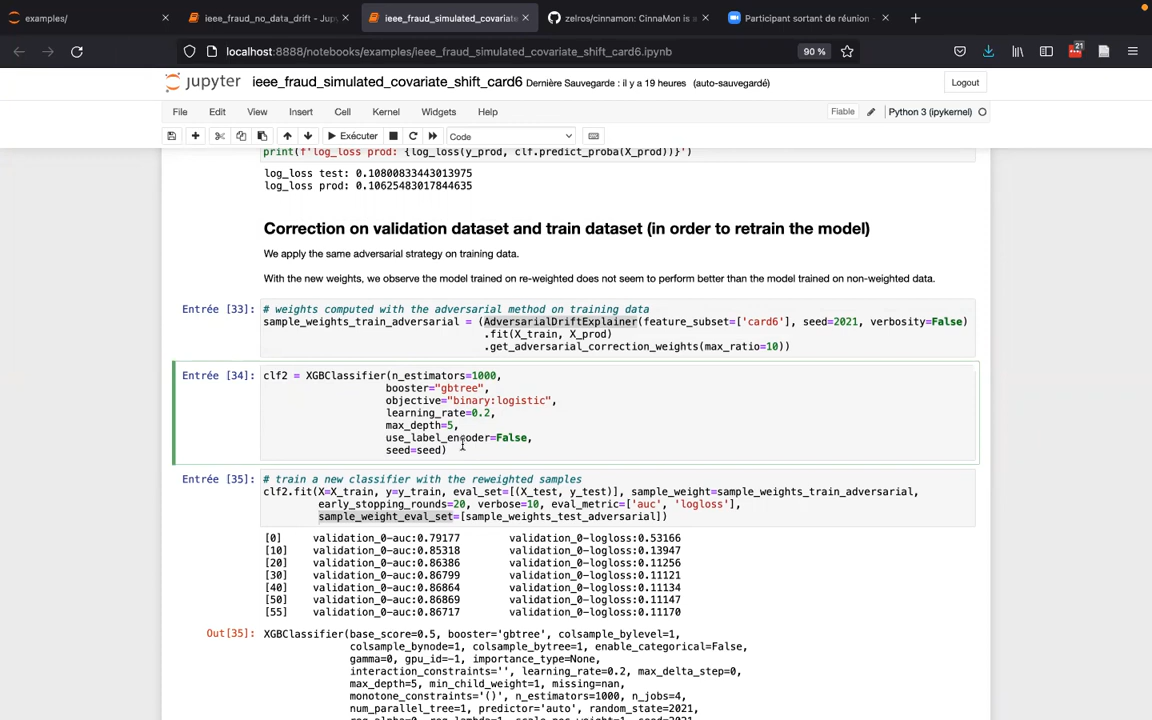 examples/
ieee_fraud_no_data_drift - Jup
ieee_fraud_simulated_covariate
zelros/cinnamon: CinnaMon is a
Participant sortant de réunion
localhost:8888/notebooks/examples/ieee_fraud_simulated_covariate_shift_card6.ipynb
90 %
21
jupyter
ieee_fraud_simulated_covariate_shift_card6 Dernière Sauvegarde : il y a 19 heures (auto-sauvegardé)
Logout
File Edit View Insert Cell Kernel Widgets Help
Fiable
Python 3 (ipykernel)
Exécuter
Code
print(f'log_loss prod: {log_loss(y_prod, clf.predict_proba(X_prod))}')
log_loss test: 0.10800833443013975
log_loss prod: 0.10625483017844635
Correction on validation dataset and train dataset (in order to retrain the model)
We apply the same adversarial strategy on training data.
With the new weights, we observe the model trained on re-weighted does not seem to perform better than the model trained on non-weighted data.
Entrée [33]:
# weights computed with the adversarial method on training data
sample_weights_train_adversarial = (AdversarialDriftExplainer(feature_subset=['card6'], seed=2021, verbosity=False)
.fit(X_train, X_prod)
.get_adversarial_correction_weights(max_ratio=10))
Entrée [34]:
clf2 = XGBClassifier(n_estimators=1000,
booster="gbtree",
objective="binary:logistic",
learning_rate=0.2,
max_depth=5,
use_label_encoder=False,
seed=seed)
Entrée [35]:
# train a new classifier with the reweighted samples
clf2.fit(X=X_train, y=y_train, eval_set=[(X_test, y_test)], sample_weight=sample_weights_train_adversarial,
early_stopping_rounds=20, verbose=10, eval_metric=['auc', 'logloss'],
sample_weight_eval_set=[sample_weights_test_adversarial])
[0] validation_0-auc:0.79177 validation_0-logloss:0.53166
[10] validation_0-auc:0.85318 validation_0-logloss:0.13947
[20] validation_0-auc:0.86386 validation_0-logloss:0.11256
[30] validation_0-auc:0.86799 validation_0-logloss:0.11121
[40] validation_0-auc:0.86864 validation_0-logloss:0.11134
[50] validation_0-auc:0.86869 validation_0-logloss:0.11147
[55] validation_0-auc:0.86717 validation_0-logloss:0.11170
Out[35]:
XGBClassifier(base_score=0.5, booster='gbtree', colsample_bylevel=1,
colsample_bynode=1, colsample_bytree=1, enable_categorical=False,
gamma=0, gpu_id=-1, importance_type=None,
interaction_constraints='', learning_rate=0.2, max_delta_step=0,
max_depth=5, min_child_weight=1, missing=nan,
monotone_constraints='()', n_estimators=1000, n_jobs=4,
num_parallel_tree=1, predictor='auto', random_state=2021,